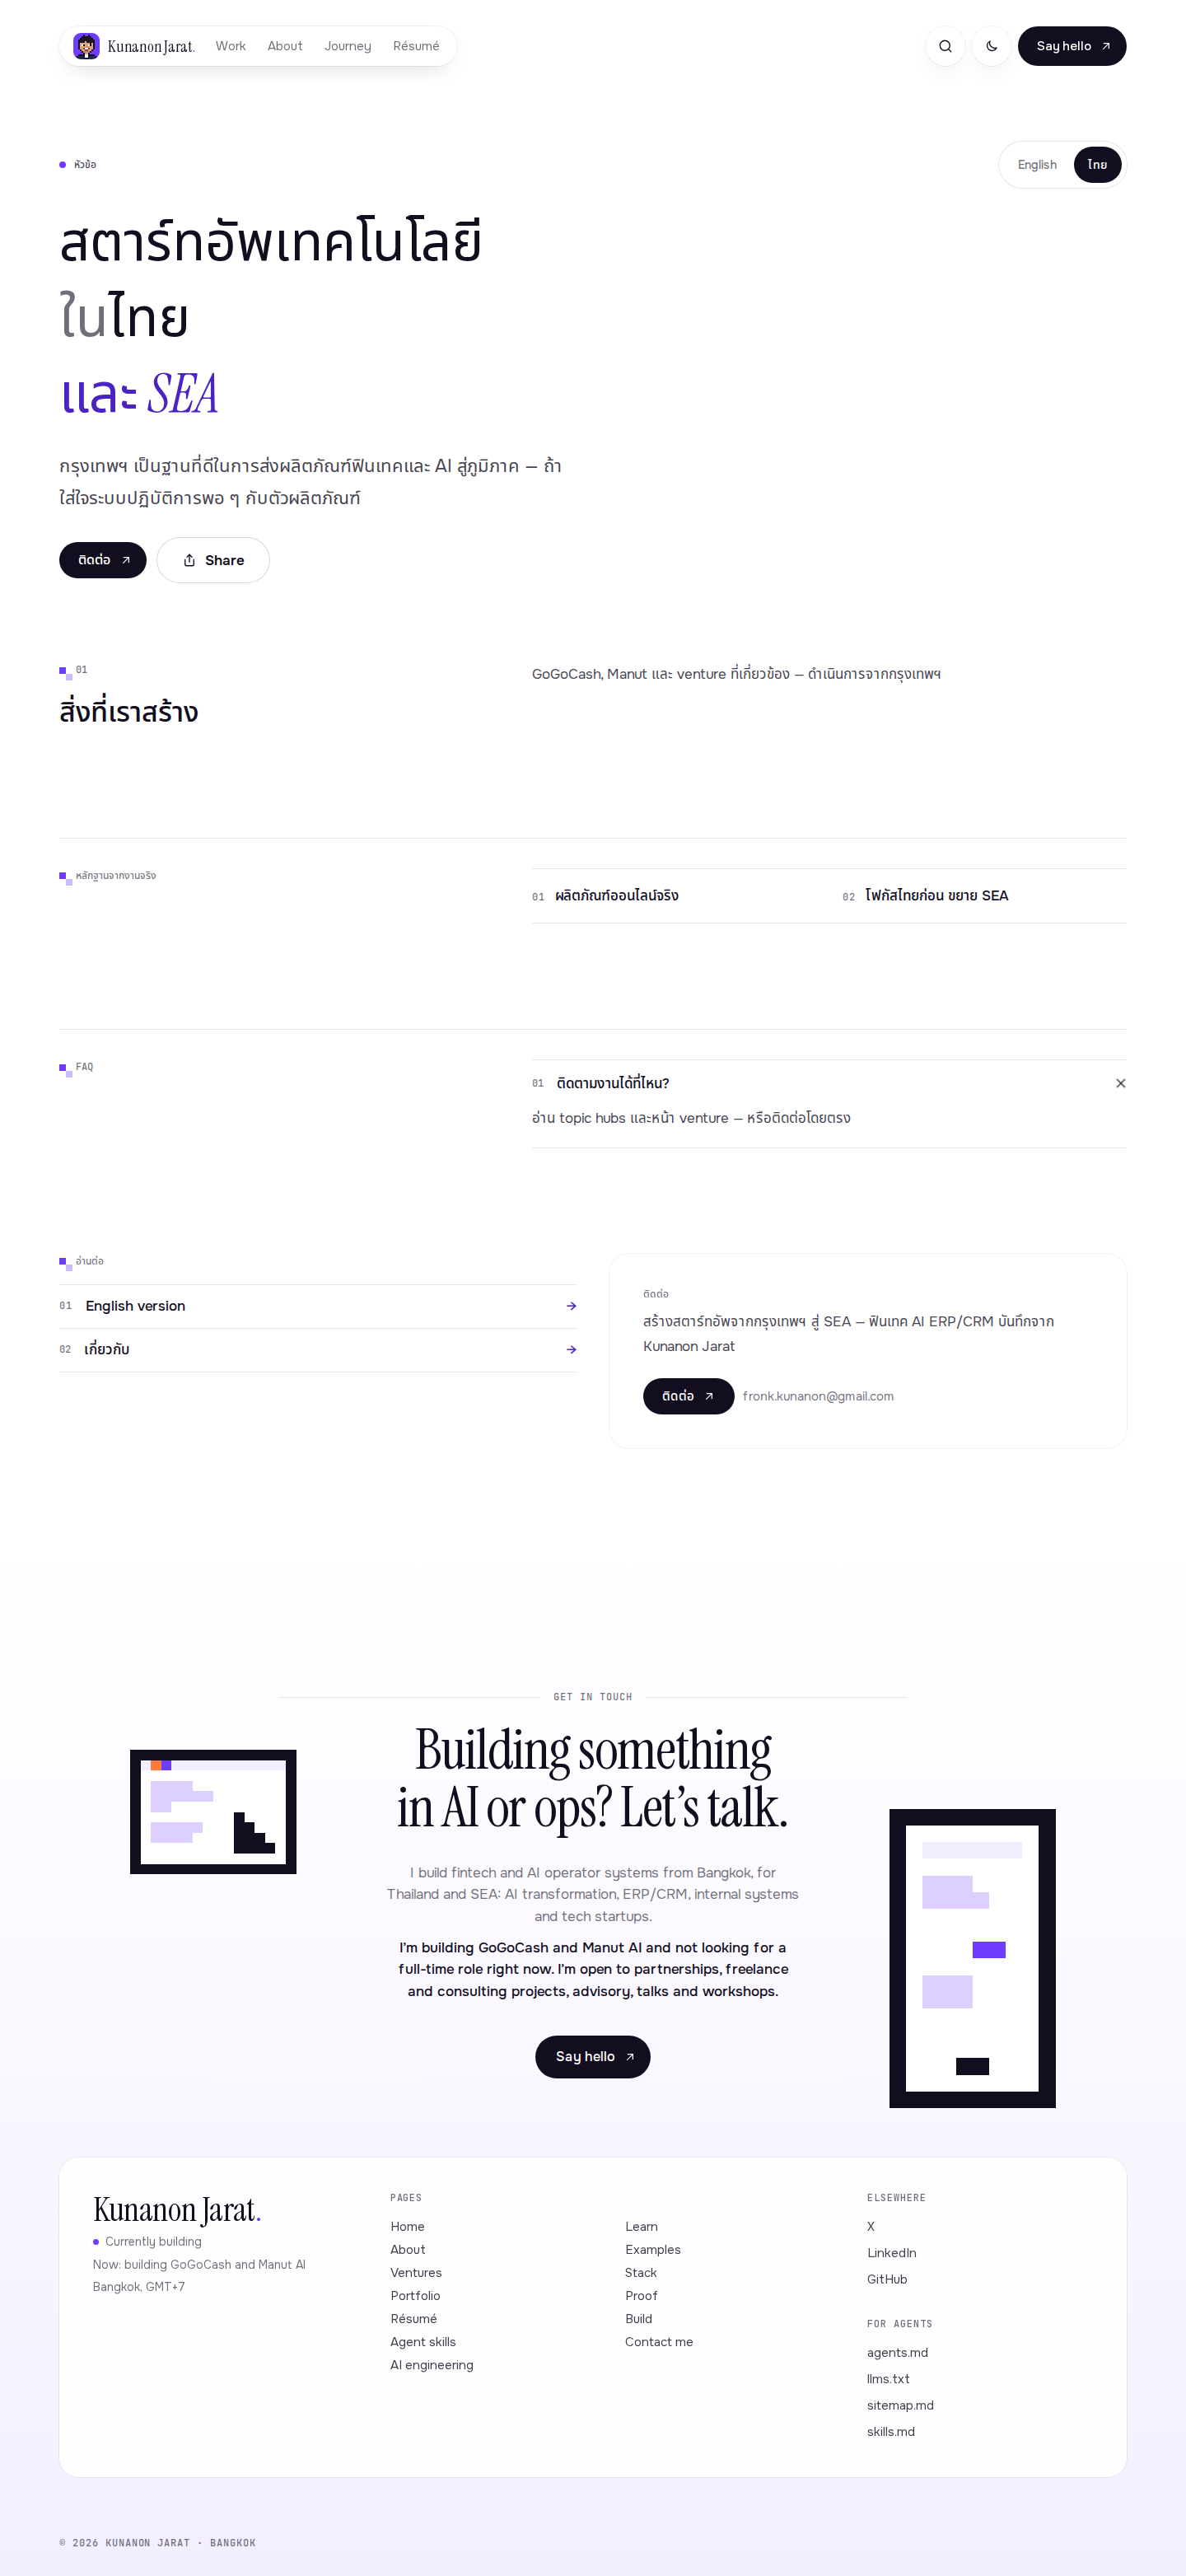 Kunanon Jarat.
Work
About
Journey
Résumé
Say hello
หัวข้อ
English
ไทย
สตาร์ทอัพเทคโนโลยี
ในไทย
และ SEA
กรุงเทพฯ เป็นฐานที่ดีในการส่งผลิตภัณฑ์ฟินเทคและ AI สู่ภูมิภาค — ถ้า
ใส่ใจระบบปฏิบัติการพอ ๆ กับตัวผลิตภัณฑ์
ติดต่อ
Share
01
สิ่งที่เราสร้าง
GoGoCash, Manut และ venture ที่เกี่ยวข้อง — ดำเนินการจากกรุงเทพฯ
หลักฐานจากงานจริง
01 ผลิตภัณฑ์ออนไลน์จริง
02 โฟกัสไทยก่อน ขยาย SEA
FAQ
01 ติดตามงานได้ที่ไหน?
อ่าน topic hubs และหน้า venture — หรือติดต่อโดยตรง
อ่านต่อ
01 English version
02 เกี่ยวกับ
ติดต่อ
สร้างสตาร์ทอัพจากกรุงเทพฯ สู่ SEA — ฟินเทค AI ERP/CRM บันทึกจาก
Kunanon Jarat
ติดต่อ
fronk.kunanon@gmail.com
GET IN TOUCH
Building something
in AI or ops? Let’s talk.
I build fintech and AI operator systems from Bangkok, for
Thailand and SEA: AI transformation, ERP/CRM, internal systems
and tech startups.
I’m building GoGoCash and Manut AI and not looking for a
full-time role right now. I’m open to partnerships, freelance
and consulting projects, advisory, talks and workshops.
Say hello
Kunanon Jarat.
Currently building
Now: building GoGoCash and Manut AI
Bangkok, GMT+7
PAGES
Home
About
Ventures
Portfolio
Résumé
Agent skills
AI engineering
Learn
Examples
Stack
Proof
Build
Contact me
ELSEWHERE
X
LinkedIn
GitHub
FOR AGENTS
agents.md
llms.txt
sitemap.md
skills.md
© 2026 KUNANON JARAT · BANGKOK